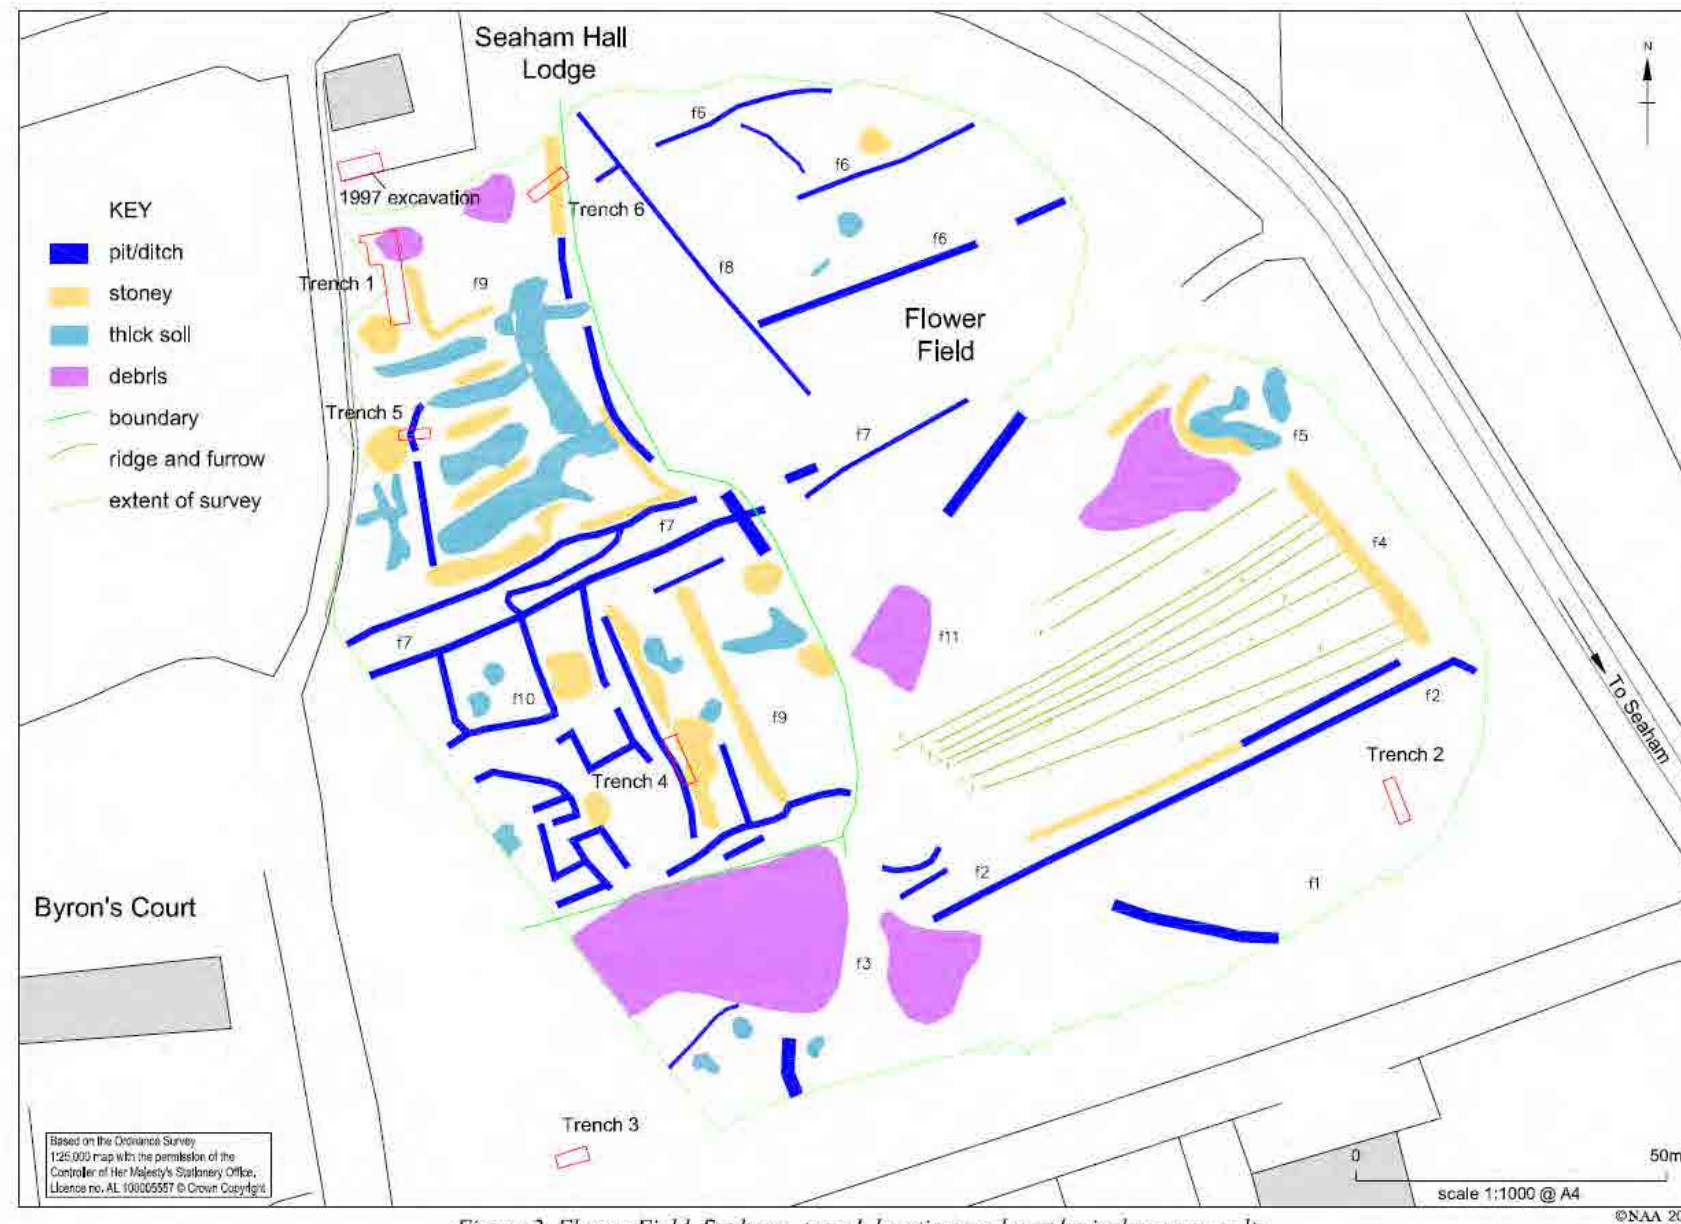 Seaham Hall
Lodge
N
f6
f6
1997 excavation
Trench 6
KEY
pit/ditch
stoney
thick soil
debris
boundary
ridge and furrow
extent of survey
f6
f8
Trench 1
f9
Flower
Field
Trench 5
f7
f5
f7
f4
f7
f11
f10
f9
f2
To Seaham
Trench 2
Trench 4
f2
f1
Byron's Court
f3
Trench 3
Based on the Ordnance Survey
1:25,000 map with the permission of the
Controller of Her Majesty's Stationery Office,
Licence no. AL 100005557 © Crown Copyright
0 50m
scale 1:1000 @ A4
©NAA 20